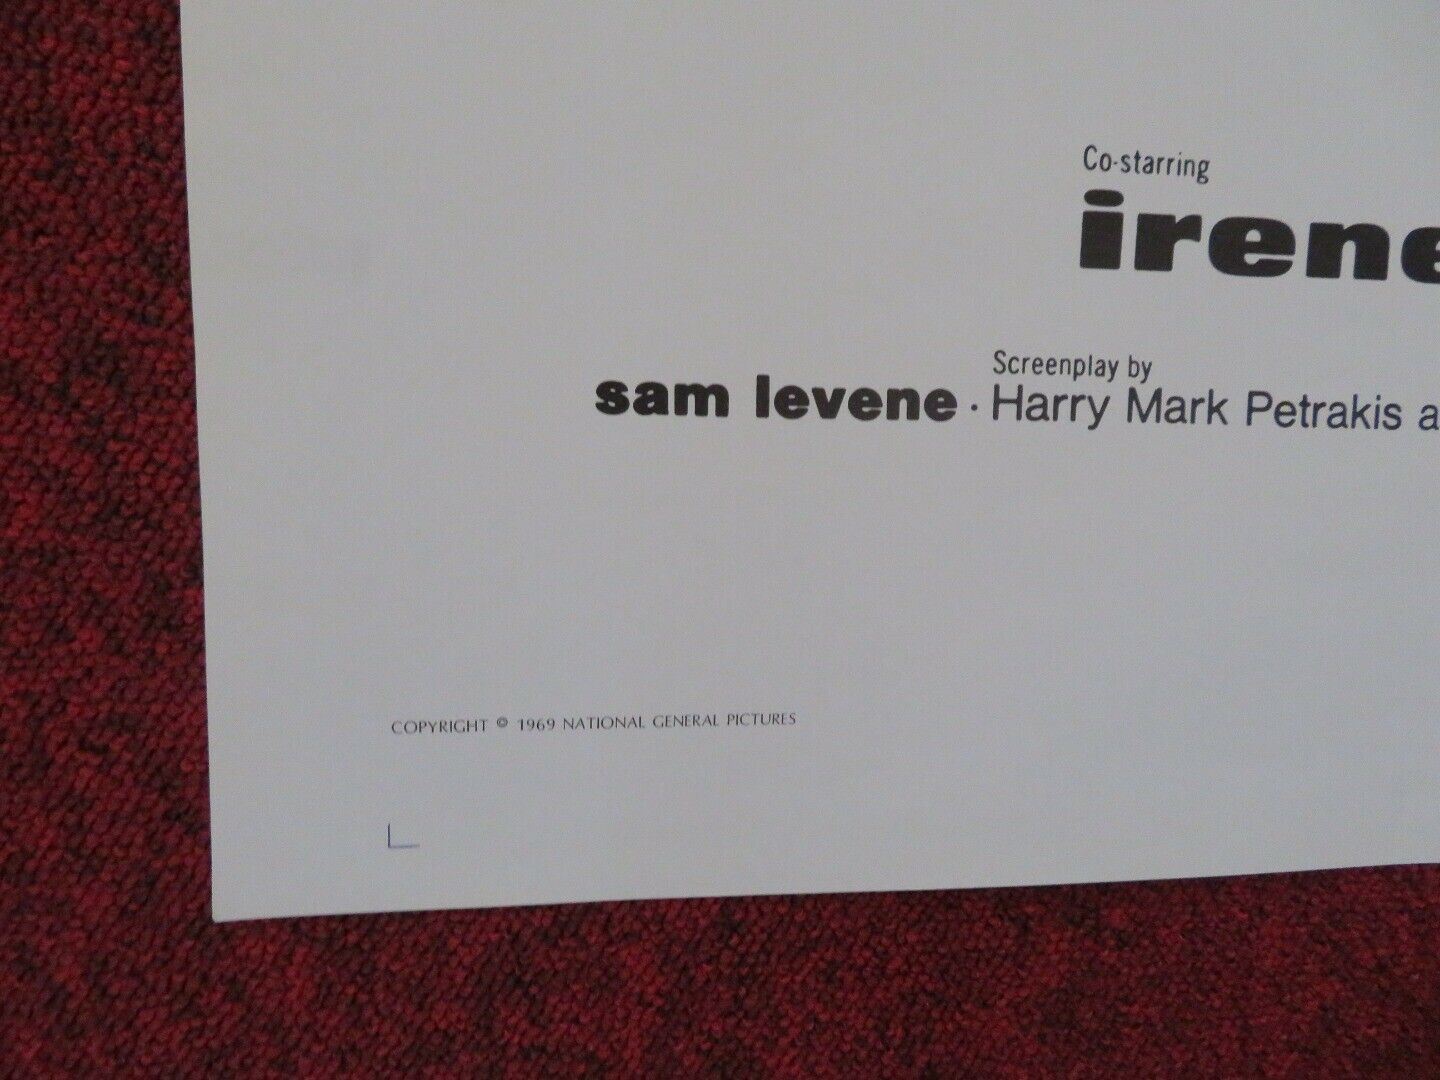 Co-starring
irene
Screenplay by
sam levene · Harry Mark Petrakis a
COPYRIGHT © 1969 NATIONAL GENERAL PICTURES